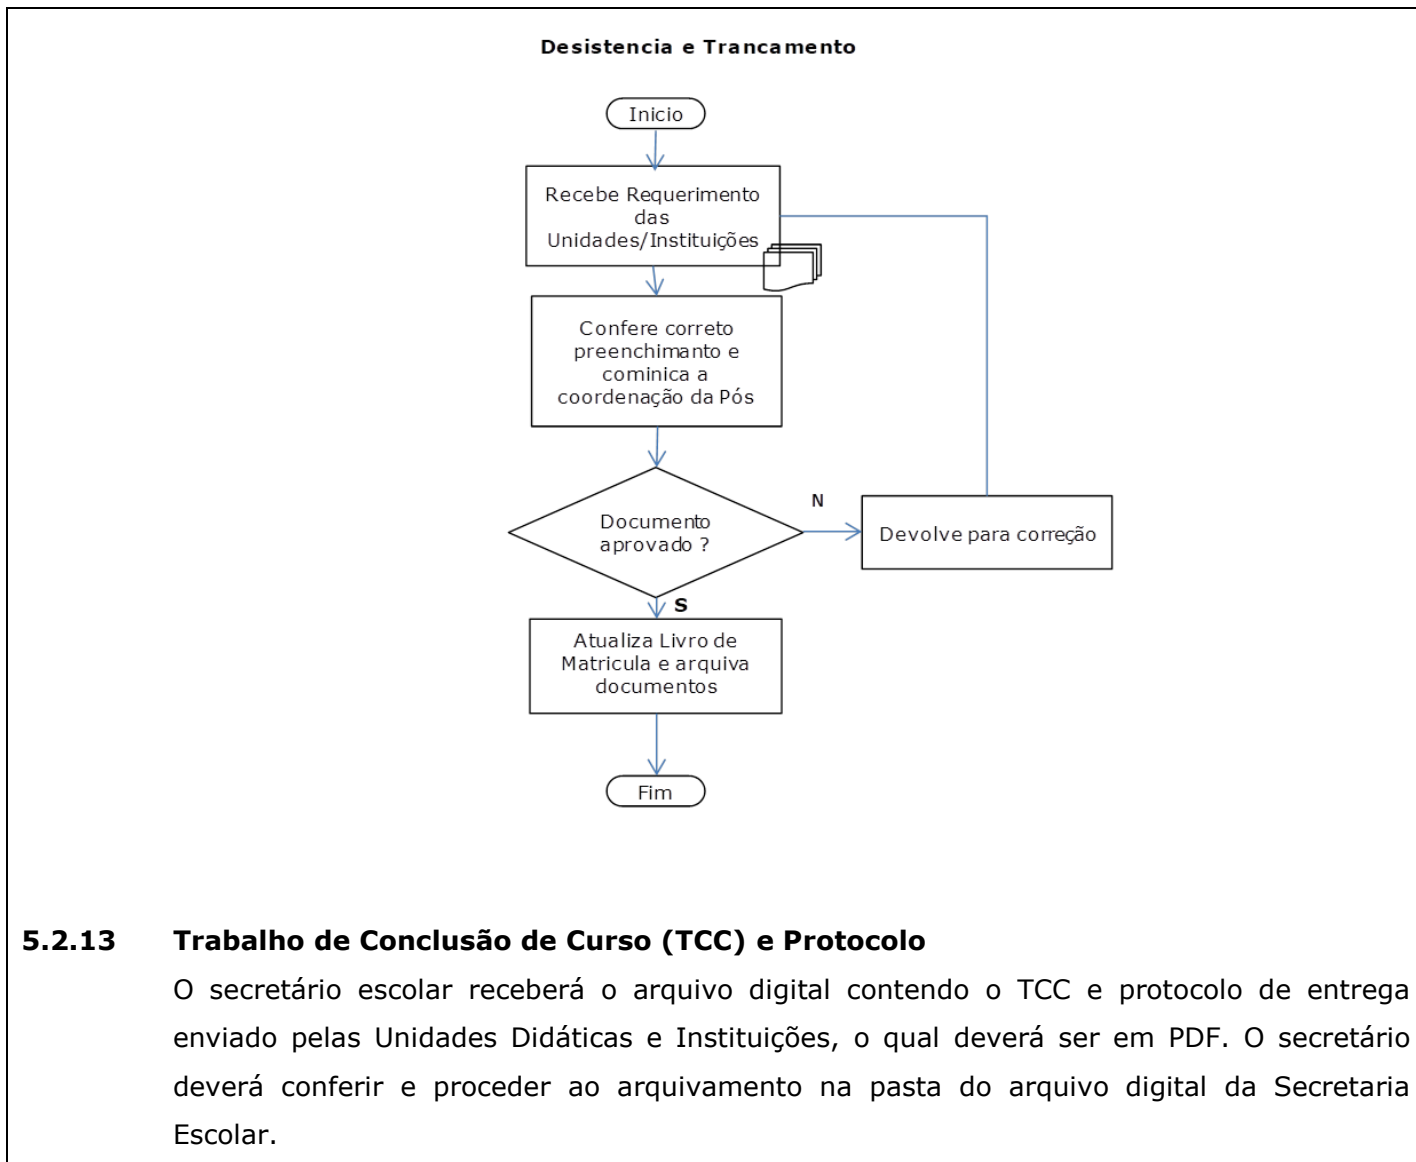 Desistencia e Trancamento
Inicio
Recebe Requerimento
das
Unidades/Instituições
Confere correto
preenchimanto e
cominica a
coordenação da Pós
Documento
aprovado ?
N
Devolve para correção
S
Atualiza Livro de
Matricula e arquiva
documentos
Fim
5.2.13 Trabalho de Conclusão de Curso (TCC) e Protocolo
O secretário escolar receberá o arquivo digital contendo o TCC e protocolo de entrega
enviado pelas Unidades Didáticas e Instituições, o qual deverá ser em PDF. O secretário
deverá conferir e proceder ao arquivamento na pasta do arquivo digital da Secretaria
Escolar.